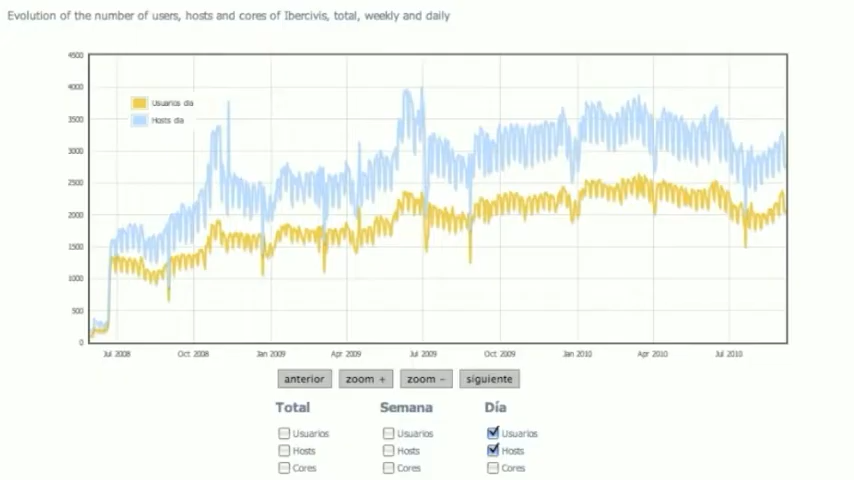 Evolution of the number of users, hosts and cores of Ibercivis, total, weekly and daily
4500
4000
3500
3000
2500
2000
1500
1000
500
0
Usuarios día
Hosts día
Jul 2008 Oct 2008 Jan 2009 Apr 2009 Jul 2009 Oct 2009 Jan 2010 Apr 2010 Jul 2010
anterior zoom + zoom - siguiente
Total Semana Día
Usuarios Usuarios Usuarios
Hosts Hosts Hosts
Cores Cores Cores